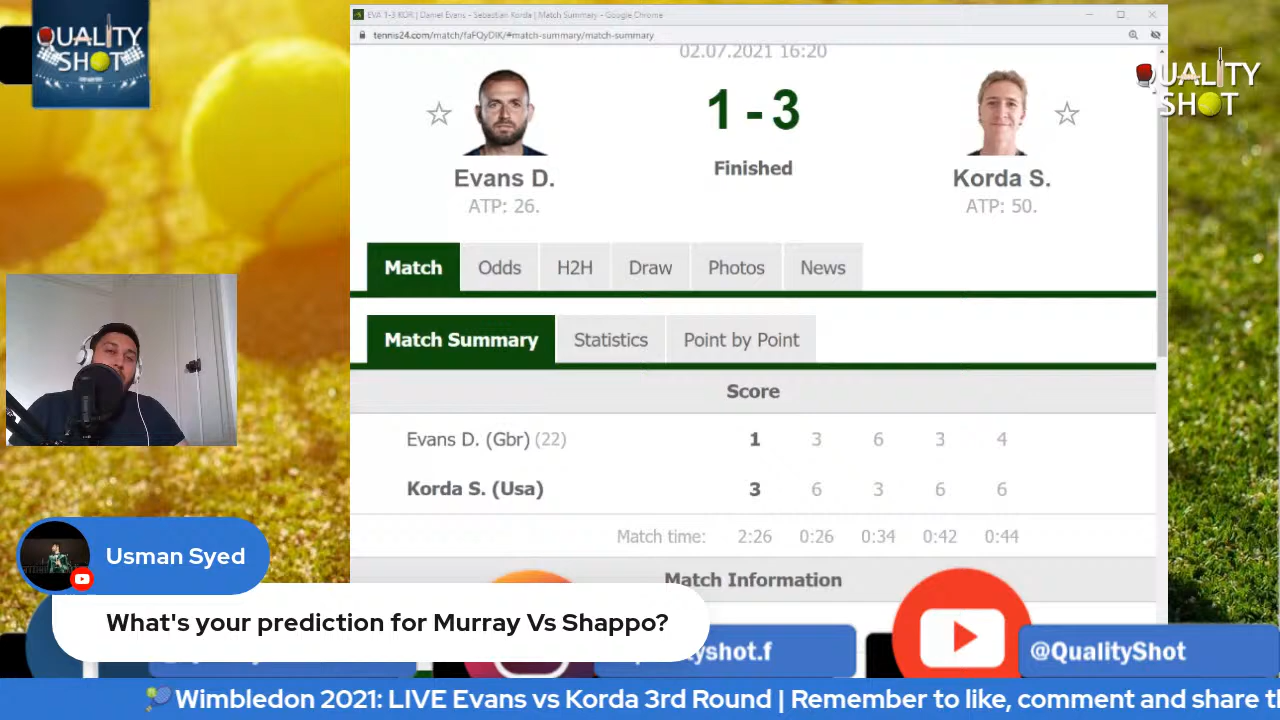 QUALITY
SHOT
EVA 1-3 KOR | Daniel Evans - Sebastian Korda | Match Summary - Google Chrome
tennis24.com/match/faFQyDIK/#match-summary/match-summary
02.07.2021 16:20
QUALITY
SHOT
1 - 3
Finished
Evans D.
ATP: 26.
Korda S.
ATP: 50.
Match Odds H2H Draw Photos News
Match Summary Statistics Point by Point
Score
Evans D. (Gbr) (22) 1 3 6 3 4
Korda S. (Usa) 3 6 3 6 6
Match time: 2:26 0:26 0:34 0:42 0:44
Match Information
Usman Syed
What's your prediction for Murray Vs Shappo?
yshot.f
@QualityShot
Wimbledon 2021: LIVE Evans vs Korda 3rd Round | Remember to like, comment and share t